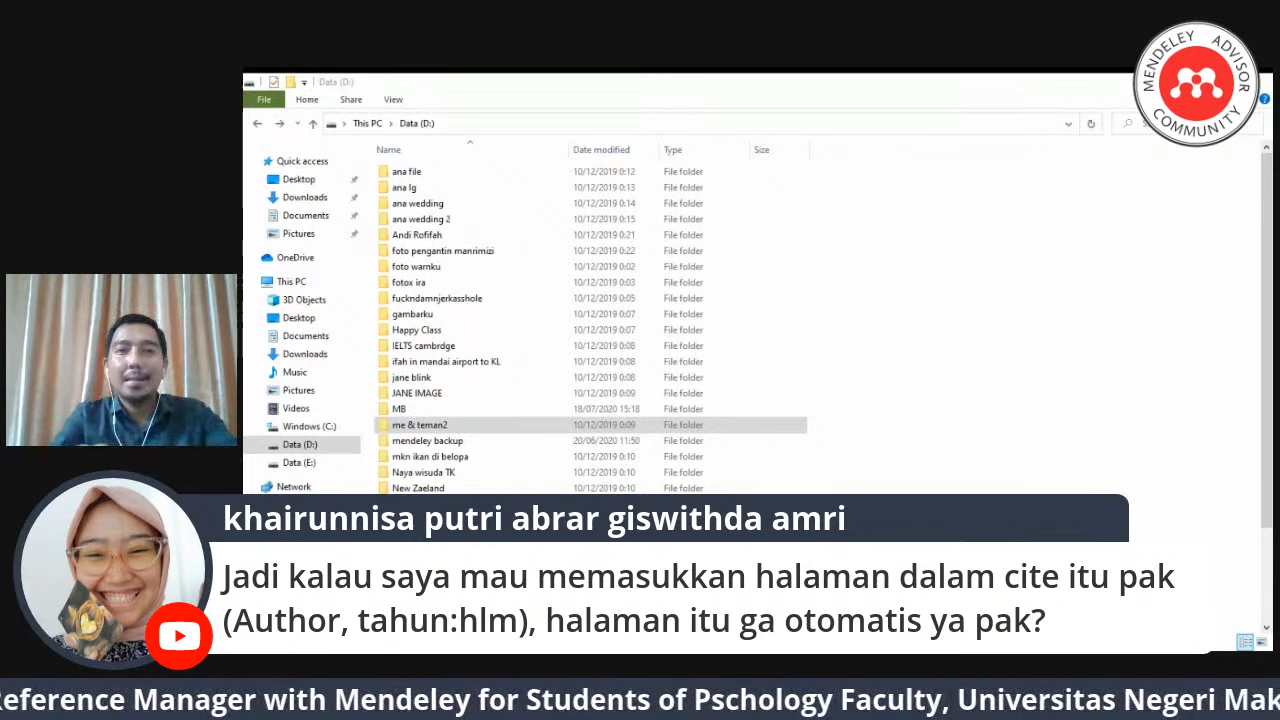 MENDELEY ADVISOR COMMUNITY
Data (D:)
File Home Share View
This PC Data (D:)
Name Date modified Type Size
Quick access
Desktop
Downloads
Documents
Pictures
OneDrive
This PC
3D Objects
Desktop
Documents
Downloads
Music
Pictures
Videos
Windows (C:)
Data (D:)
Data (E:)
Network
ana file 10/12/2019 0:12 File folder
ana lg 10/12/2019 0:13 File folder
ana wedding 10/12/2019 0:14 File folder
ana wedding 2 10/12/2019 0:15 File folder
Andi Rofifah 10/12/2019 0:21 File folder
foto pengantin manrimizi 10/12/2019 0:22 File folder
foto warnku 10/12/2019 0:02 File folder
fotox ira 10/12/2019 0:03 File folder
fuckndamnjerkasshole 10/12/2019 0:05 File folder
gambarku 10/12/2019 0:07 File folder
Happy Class 10/12/2019 0:07 File folder
IELTS cambrdge 10/12/2019 0:08 File folder
ifah in mandai airport to KL 10/12/2019 0:08 File folder
jane blink 10/12/2019 0:08 File folder
JANE IMAGE 10/12/2019 0:09 File folder
MB 18/07/2020 15:18 File folder
me & teman2 10/12/2019 0:09 File folder
mendeley backup 20/06/2020 11:50 File folder
mkn ikan di belopa 10/12/2019 0:10 File folder
Naya wisuda TK 10/12/2019 0:10 File folder
New Zaeland 10/12/2019 0:10 File folder
khairunnisa putri abrar giswithda amri
Jadi kalau saya mau memasukkan halaman dalam cite itu pak
(Author, tahun:hlm), halaman itu ga otomatis ya pak?
Reference Manager with Mendeley for Students of Pschology Faculty, Universitas Negeri Mak